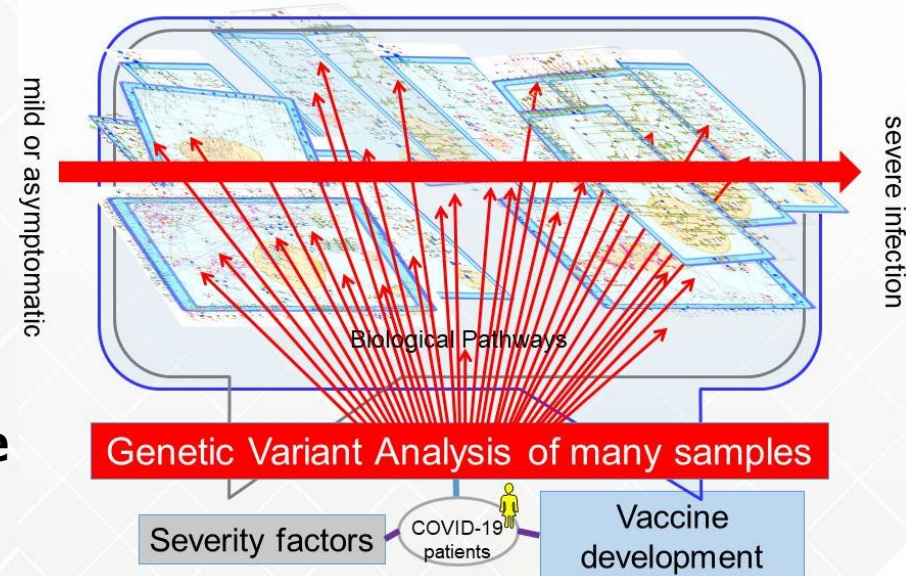 mild or asymptomatic
severe infection
Biological Pathways
e
Genetic Variant Analysis of many samples
Severity factors
COVID-19
patients
Vaccine
development